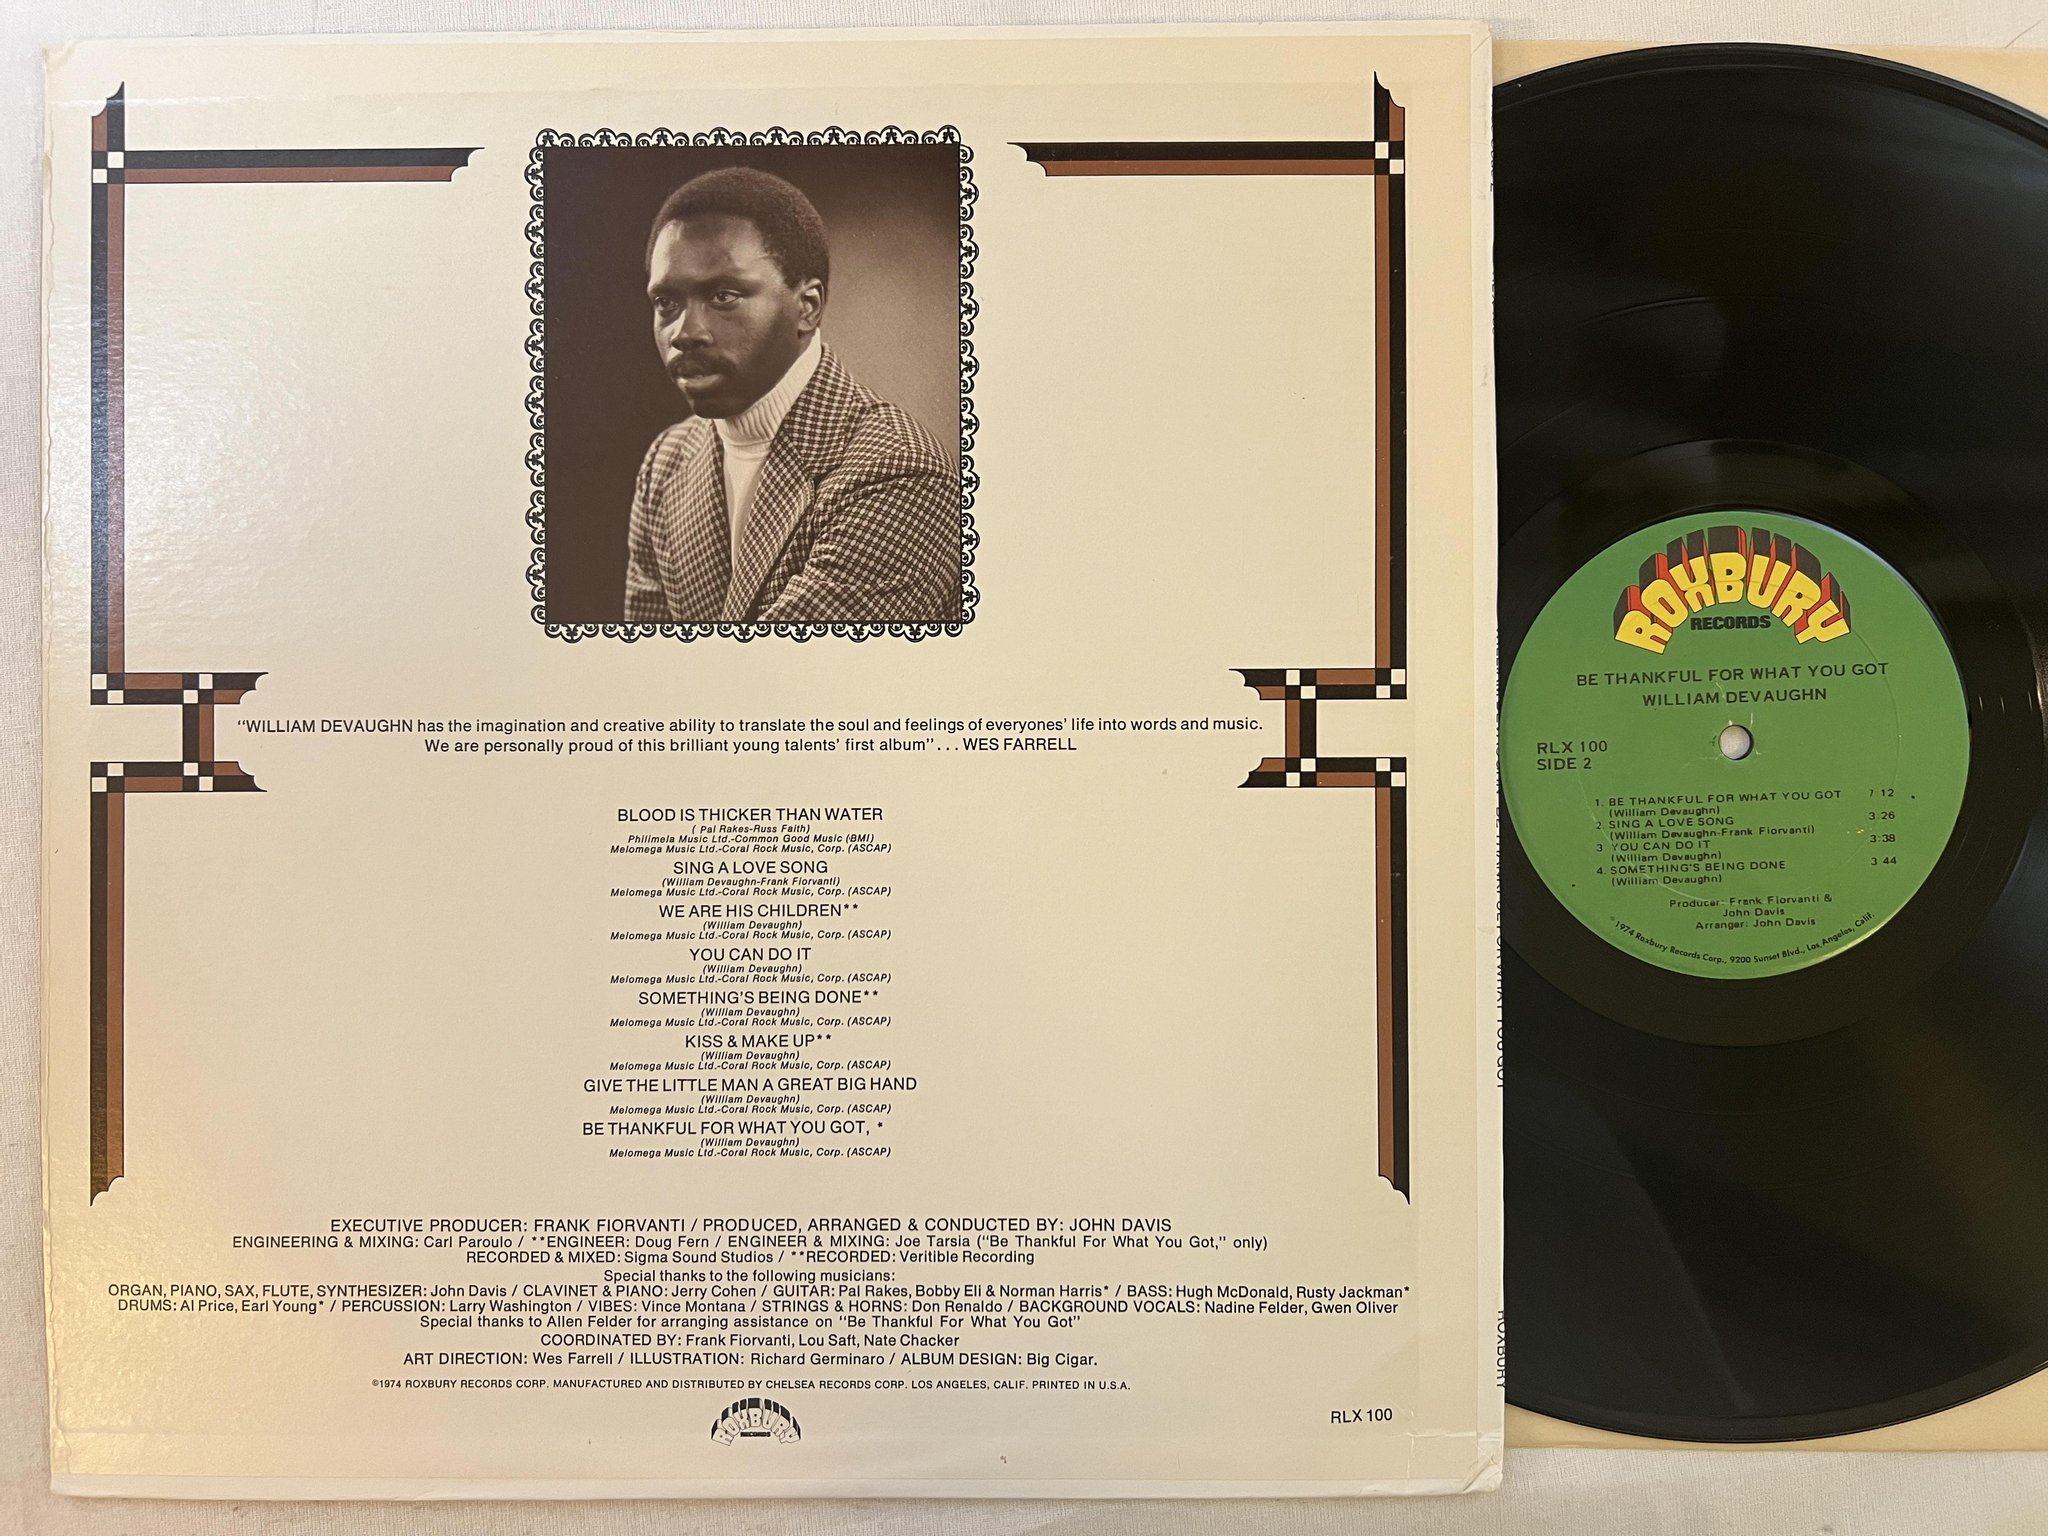 "WILLIAM DEVAUGHN has the imagination and creative ability to translate the soul and feelings of everyones' life into words and music.
We are personally proud of this brilliant young talents' first album"... WES FARRELL
BLOOD IS THICKER THAN WATER
( Pal Rakes-Russ Faith)
Philimela Music Ltd.-Common Good Music (BMI)
Melomega Music Ltd.-Coral Rock Music, Corp. (ASCAP)
SING A LOVE SONG
(William Devaughn-Frank Fiorvanti)
Melomega Music Ltd.-Coral Rock Music, Corp. (ASCAP)
WE ARE HIS CHILDREN**
(William Devaughn)
Melomega Music Ltd.-Coral Rock Music, Corp. (ASCAP)
YOU CAN DO IT
(William Devaughn)
Melomega Music Ltd.-Coral Rock Music, Corp. (ASCAP)
SOMETHING'S BEING DONE**
(William Devaughn)
Melomega Music Ltd.-Coral Rock Music, Corp. (ASCAP)
KISS & MAKE UP**
(William Devaughn)
Melomega Music Ltd.-Coral Rock Music, Corp. (ASCAP)
GIVE THE LITTLE MAN A GREAT BIG HAND
(William Devaughn)
Melomega Music Ltd.-Coral Rock Music, Corp. (ASCAP)
BE THANKFUL FOR WHAT YOU GOT, *
(William Devaughn)
Melomega Music Ltd.-Coral Rock Music, Corp. (ASCAP)
EXECUTIVE PRODUCER: FRANK FIORVANTI / PRODUCED, ARRANGED & CONDUCTED BY: JOHN DAVIS
ENGINEERING & MIXING: Carl Paroulo / **ENGINEER: Doug Fern / ENGINEER & MIXING: Joe Tarsia ("Be Thankful For What You Got," only)
RECORDED & MIXED: Sigma Sound Studios / **RECORDED: Veritible Recording
Special thanks to the following musicians:
ORGAN, PIANO, SAX, FLUTE, SYNTHESIZER: John Davis / CLAVINET & PIANO: Jerry Cohen / GUITAR: Pal Rakes, Bobby Eli & Norman Harris* / BASS: Hugh McDonald, Rusty Jackman*
DRUMS: Al Price, Earl Young* / PERCUSSION: Larry Washington / VIBES: Vince Montana / STRINGS & HORNS: Don Renaldo / BACKGROUND VOCALS: Nadine Felder, Gwen Oliver
Special thanks to Allen Felder for arranging assistance on "Be Thankful For What You Got"
COORDINATED BY: Frank Fiorvanti, Lou Saft, Nate Chacker
ART DIRECTION: Wes Farrell / ILLUSTRATION: Richard Germinaro / ALBUM DESIGN: Big Cigar.
©1974 ROXBURY RECORDS CORP. MANUFACTURED AND DISTRIBUTED BY CHELSEA RECORDS CORP. LOS ANGELES, CALIF. PRINTED IN U.S.A.
ROXBURY
RECORDS
RLX 100
ROXBURY
ROXBURY
RECORDS
BE THANKFUL FOR WHAT YOU GOT
WILLIAM DEVAUGHN
RLX 100
SIDE 2
1. BE THANKFUL FOR WHAT YOU GOT 7 12
(William Devaughn)
2. SING A LOVE SONG 3:26
(William Devaughn-Frank Fiorvanti)
3 YOU CAN DO IT 3:38
(William Devaughn)
4. SOMETHING'S BEING DONE 3 44
(William Devaughn)
Producer: Frank Fiorvanti &
John Davis
Arranger: John Davis
©1974 Roxbury Records Corp., 9200 Sunset Blvd., Los Angeles, Calif.